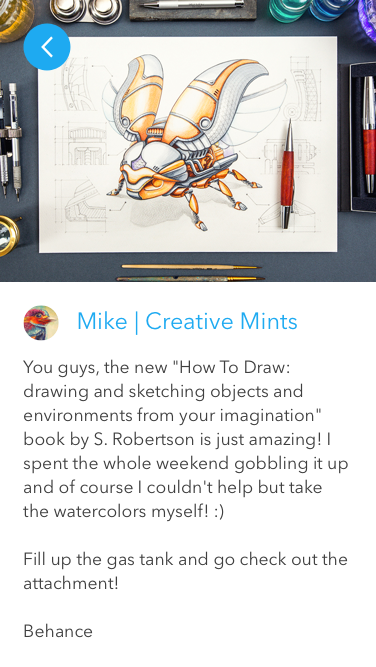 Mike | Creative Mints
You guys, the new "How To Draw:
drawing and sketching objects and
environments from your imagination"
book by S. Robertson is just amazing! I
spent the whole weekend gobbling it up
and of course I couldn't help but take
the watercolors myself! :)
Fill up the gas tank and go check out the
attachment!
Behance